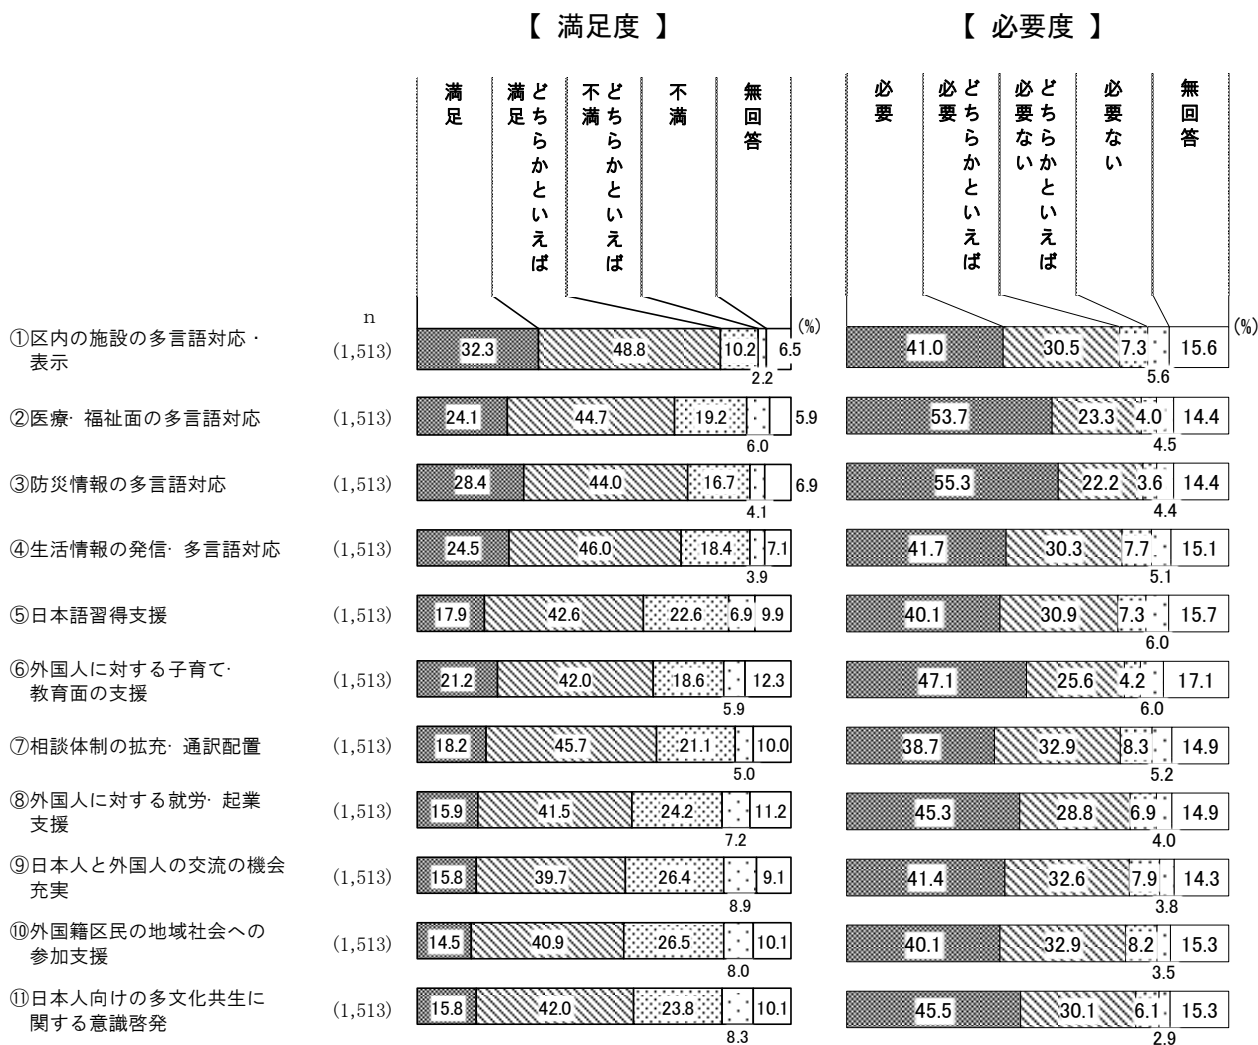 【 満足度 】
【 必要度 】
満足
どちらかといえば満足
どちらかといえば不満
不満
無回答
必要
どちらかといえば必要
どちらかといえば必要ない
必要ない
無回答
n
(%)
(%)
①区内の施設の多言語対応・
表示
(1,513)
32.3 48.8 10.2 6.5
2.2
41.0 30.5 7.3 15.6
5.6
②医療・福祉面の多言語対応 (1,513)
24.1 44.7 19.2 5.9
6.0
53.7 23.3 4.0 14.4
4.5
③防災情報の多言語対応 (1,513)
28.4 44.0 16.7 6.9
4.1
55.3 22.2 3.6 14.4
4.4
④生活情報の発信・多言語対応 (1,513)
24.5 46.0 18.4 7.1
3.9
41.7 30.3 7.7 15.1
5.1
⑤日本語習得支援 (1,513)
17.9 42.6 22.6 6.9 9.9
40.1 30.9 7.3 15.7
6.0
⑥外国人に対する子育て・
教育面の支援
(1,513)
21.2 42.0 18.6 12.3
5.9
47.1 25.6 4.2 17.1
6.0
⑦相談体制の拡充・通訳配置 (1,513)
18.2 45.7 21.1 10.0
5.0
38.7 32.9 8.3 14.9
5.2
⑧外国人に対する就労・起業
支援
(1,513)
15.9 41.5 24.2 11.2
7.2
45.3 28.8 6.9 14.9
4.0
⑨日本人と外国人の交流の機会
充実
(1,513)
15.8 39.7 26.4 9.1
8.9
41.4 32.6 7.9 14.3
3.8
⑩外国籍区民の地域社会への
参加支援
(1,513)
14.5 40.9 26.5 10.1
8.0
40.1 32.9 8.2 15.3
3.5
⑪日本人向けの多文化共生に
関する意識啓発
(1,513)
15.8 42.0 23.8 10.1
8.3
45.5 30.1 6.1 15.3
2.9